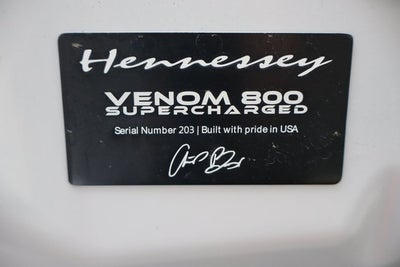 Hennessey
VENOM 800
SUPERCHARGED
Serial Number 203 | Built with pride in USA